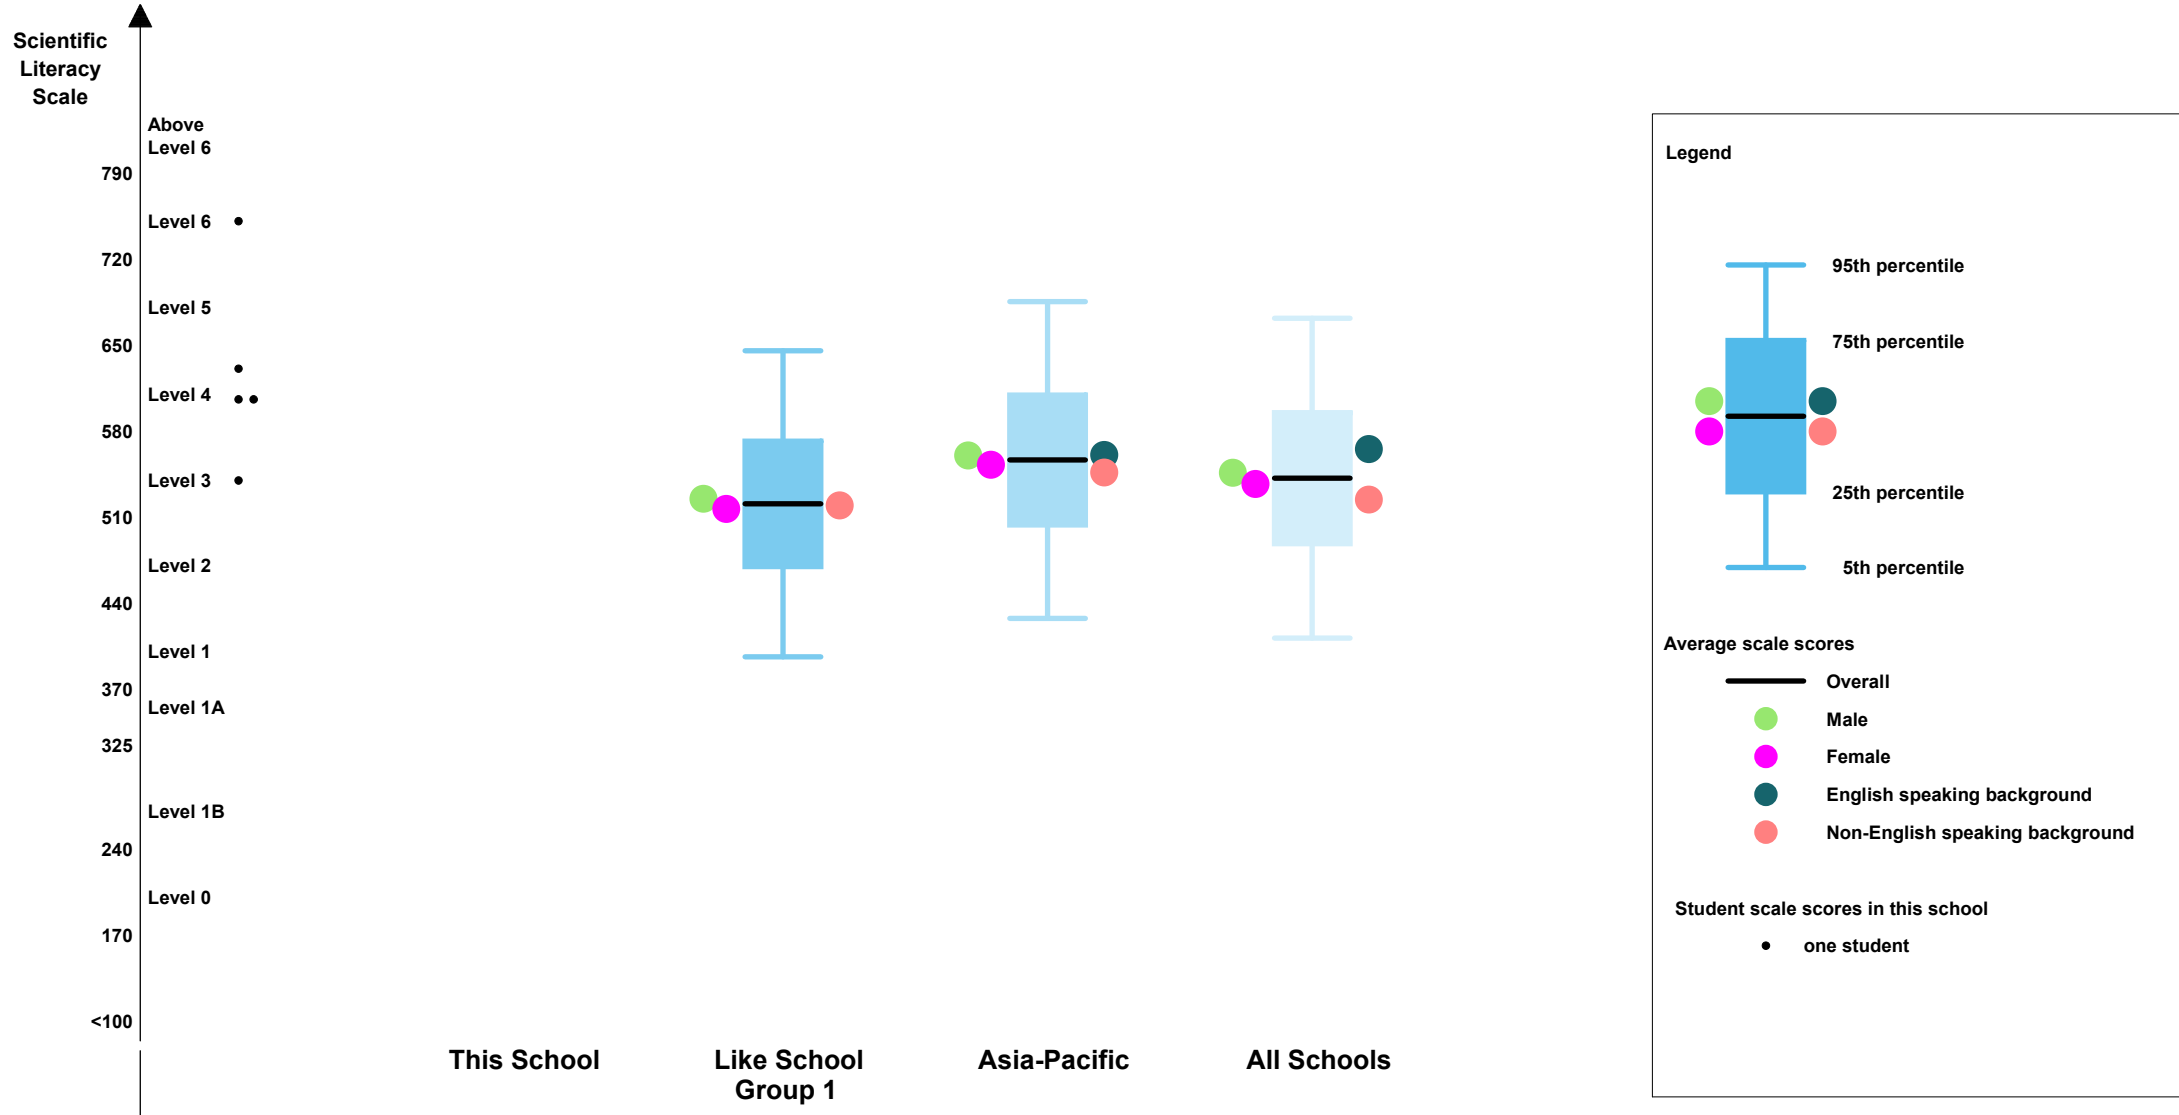 Scientific
Literacy
Scale
Above
Level 6
790
Level 6
720
Level 5
650
Level 4
580
Level 3
510
Level 2
440
Level 1
370
Level 1A
325
Level 1B
240
Level 0
170
<100
This School
Like School
Group 1
Asia-Pacific
All Schools
Legend
95th percentile
75th percentile
25th percentile
5th percentile
Average scale scores
Overall
Male
Female
English speaking background
Non-English speaking background
Student scale scores in this school
one student